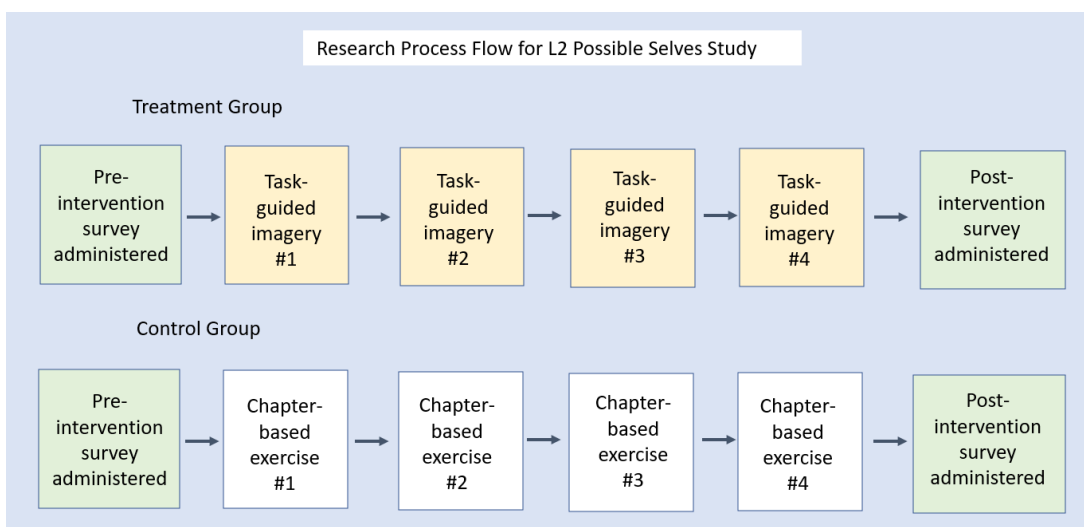 Research Process Flow for L2 Possible Selves Study
Treatment Group
Pre-
intervention
survey
administered
Task-
guided
imagery
#1
Task-
guided
imagery
#2
Task-
guided
imagery
#3
Task-
guided
imagery
#4
Post-
intervention
survey
administered
Control Group
Pre-
intervention
survey
administered
Chapter-
based
exercise
#1
Chapter-
based
exercise
#2
Chapter-
based
exercise
#3
Chapter-
based
exercise
#4
Post-
intervention
survey
administered